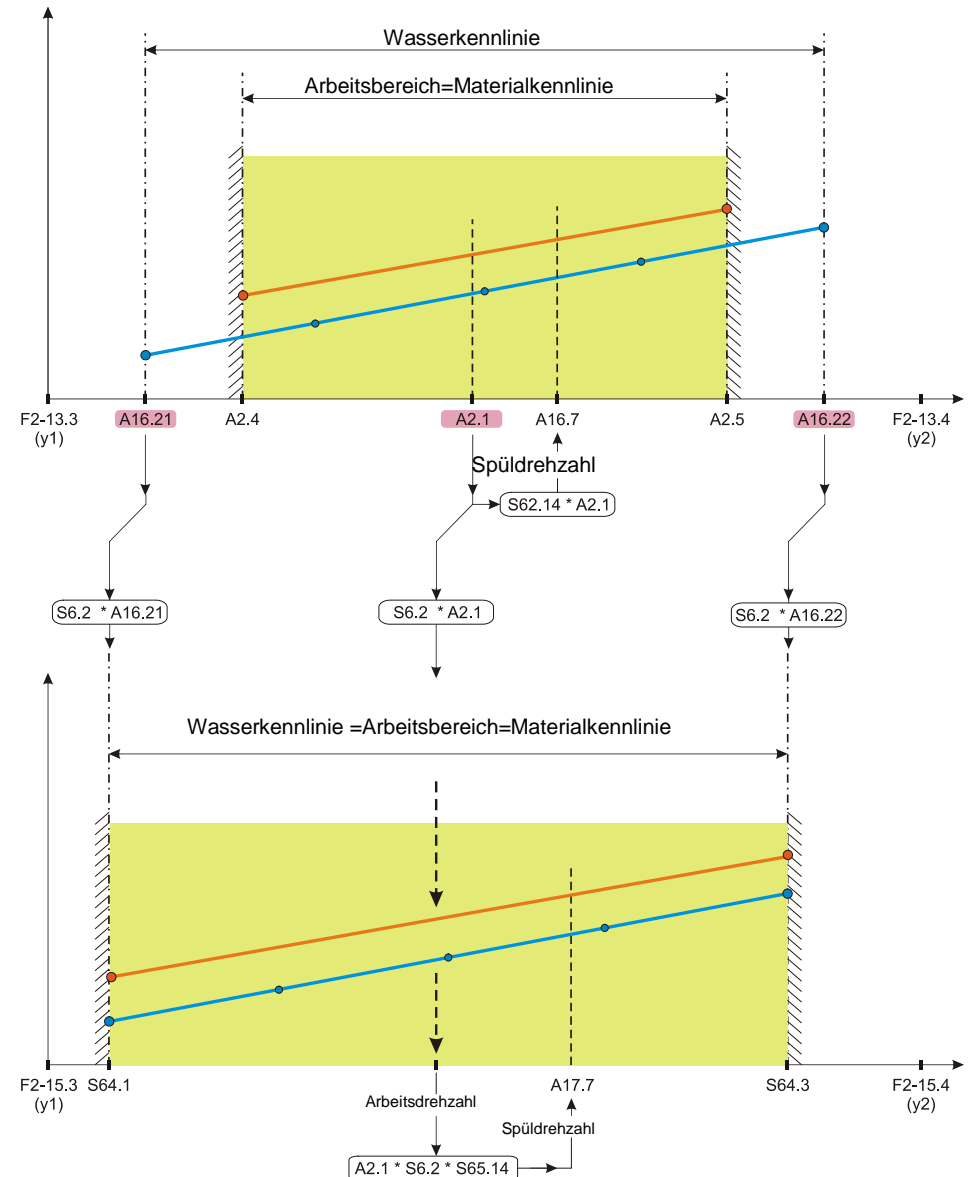 Wasserkennlinie
Arbeitsbereich=Materialkennlinie
F2-13.3 A16.21 A2.4 A2.1 A16.7 A2.5 A16.22 F2-13.4
(y1) (y2)
Spüldrehzahl
S62.14 * A2.1
S6.2 * A16.21 S6.2 * A2.1 S6.2 * A16.22
Wasserkennlinie =Arbeitsbereich=Materialkennlinie
F2-15.3 S64.1 A17.7 S64.3 F2-15.4
(y1) Arbeitsdrehzahl (y2)
Spüldrehzahl
A2.1 * S6.2 * S65.14